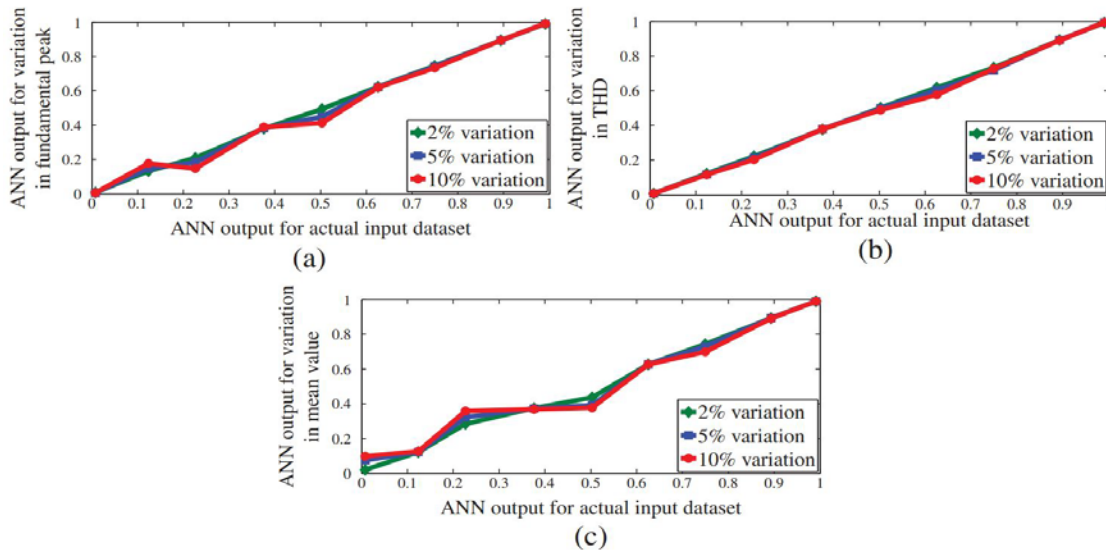 ANN output for variation
in fundamental peak
1
0.8
0.6
0.4
0.2
0
2% variation
5% variation
10% variation
0 0.1 0.2 0.3 0.4 0.5 0.6 0.7 0.8 0.9 1
ANN output for actual input dataset
(a)
ANN output for variation
in THD
1
0.8
0.6
0.4
0.2
0
2% variation
5% variation
10% variation
0 0.1 0.2 0.3 0.4 0.5 0.6 0.7 0.8 0.9
ANN output for actual input dataset
(b)
ANN output for variation
in mean value
1
0.8
0.6
0.4
0.2
0
2% variation
5% variation
10% variation
0 0.1 0.2 0.3 0.4 0.5 0.6 0.7 0.8 0.9 1
ANN output for actual input dataset
(c)